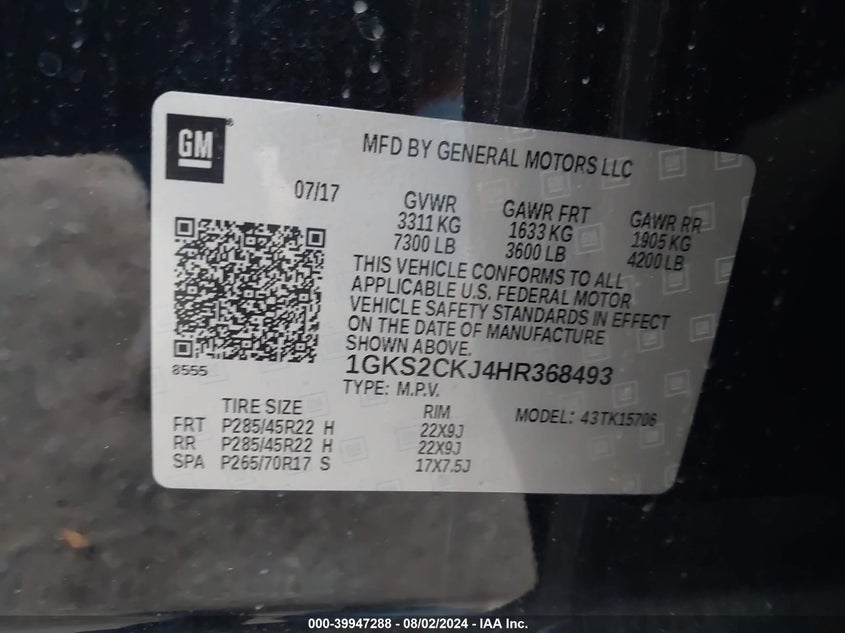 GM
MFD BY GENERAL MOTORS LLC
07/17
GVWR
3311 KG
7300 LB
GAWR FRT
1633 KG
3600 LB
GAWR RR
1905 KG
4200 LB
THIS VEHICLE CONFORMS TO ALL
APPLICABLE U.S. FEDERAL MOTOR
VEHICLE SAFETY STANDARDS IN EFFECT
ON THE DATE OF MANUFACTURE
SHOWN ABOVE.
8555
1GKS2CKJ4HR368493
TYPE: M.P.V.
TIRE SIZE RIM MODEL: 43TK15706
FRT P285/45R22 H 22X9J
RR P285/45R22 H 22X9J
SPA P265/70R17 S 17X7.5J
000-39947288 - 08/02/2024 - IAA, Inc.